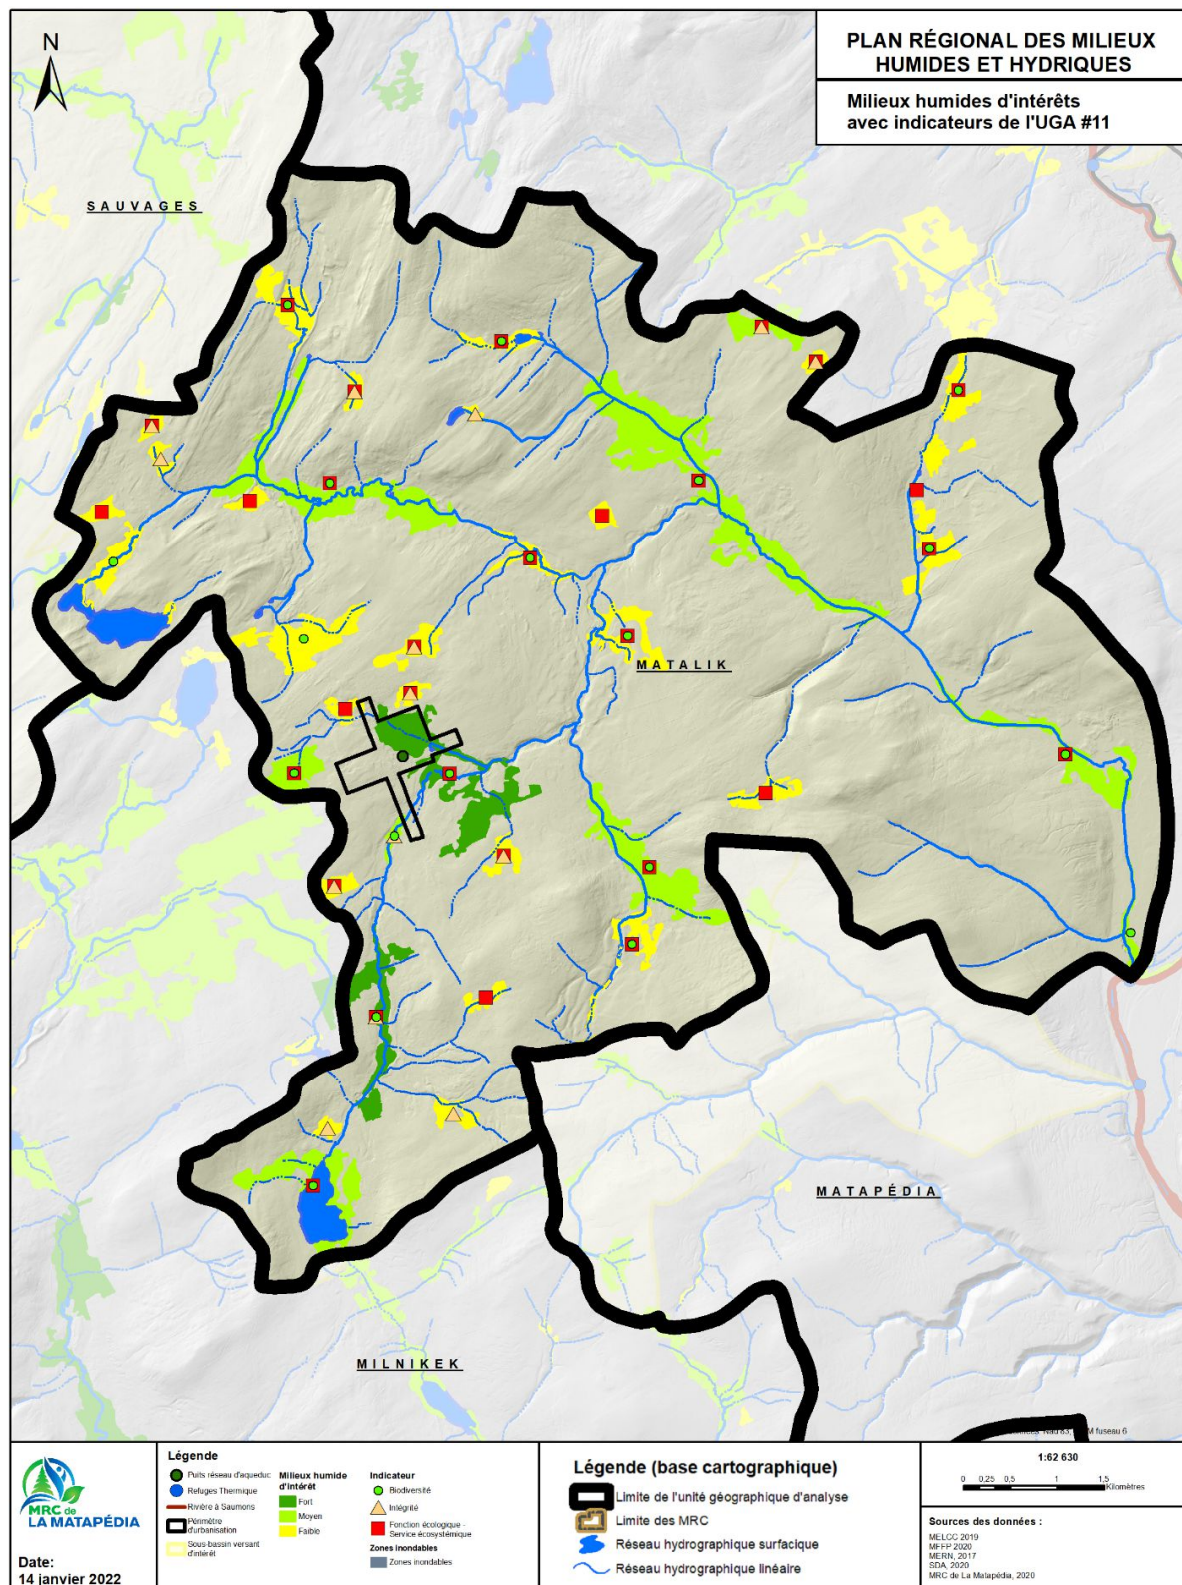 PLAN RÉGIONAL DES MILIEUX
HUMIDES ET HYDRIQUES
Milieux humides d'intérêts
avec indicateurs de l'UGA #11
N
SAUVAGES
MATALIK
MATAPÉDIA
MILNIKEK
fuseau 6
MRC de
LA MATAPÉDIA
Date:
14 janvier 2022
Légende
Puits réseau d'aqueduc
Refuges Thermique
Rivière à Saumons
Périmètre
d'urbanisation
Sous-bassin versant
d'intérêt
Milieux humide
d'intérêt
Fort
Moyen
Faible
Indicateur
Biodiversité
Intégrité
Fonction écologique -
Service écosystémique
Zones inondables
Zones inondables
Légende (base cartographique)
Limite de l'unité géographique d'analyse
Limite des MRC
Réseau hydrographique surfacique
Réseau hydrographique linéaire
1:62 630
0 0,25 0,5 1 1,5
Kilomètres
Sources des données :
MELCC 2019
MFFP 2020
MERN, 2017
SDA, 2020
MRC de La Matapédia, 2020